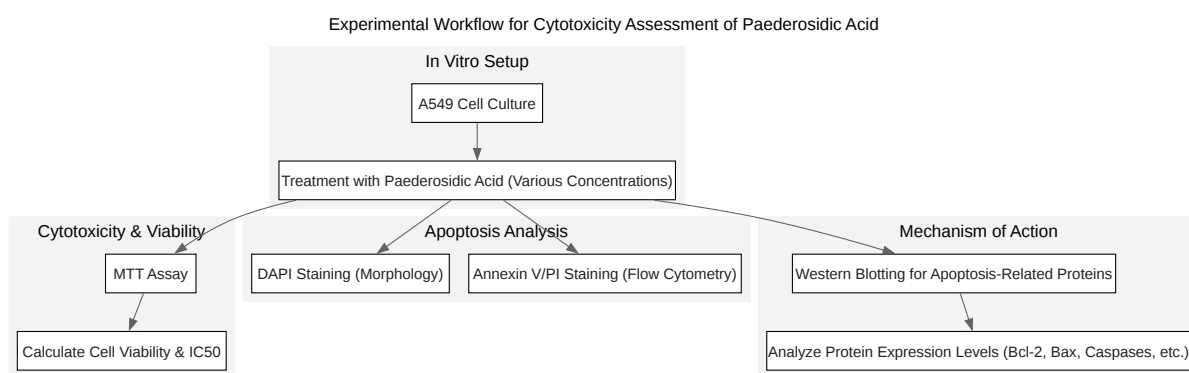 Experimental Workflow for Cytotoxicity Assessment of Paederosidic Acid
In Vitro Setup
A549 Cell Culture
Treatment with Paederosidic Acid (Various Concentrations)
Cytotoxicity & Viability
Apoptosis Analysis
Mechanism of Action
MTT Assay
DAPI Staining (Morphology)
Annexin V/PI Staining (Flow Cytometry)
Western Blotting for Apoptosis-Related Proteins
Calculate Cell Viability & IC50
Analyze Protein Expression Levels (Bcl-2, Bax, Caspases, etc.)